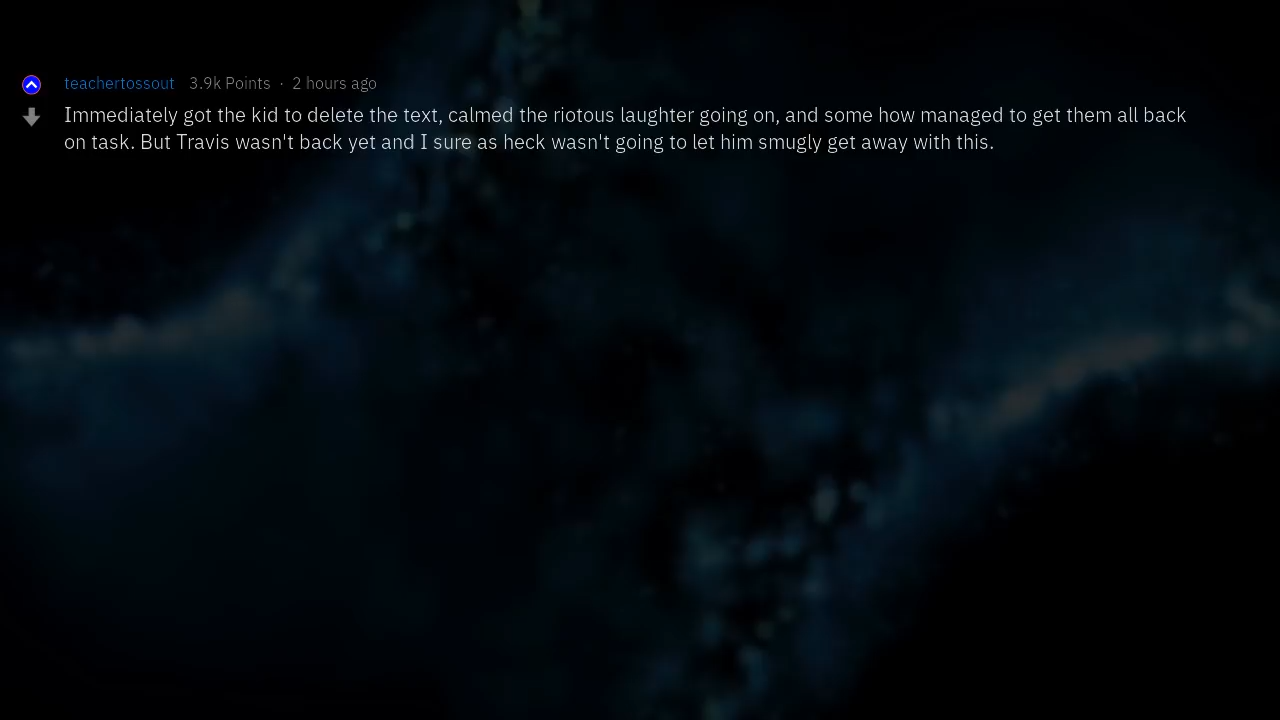 teachertossout 3.9k Points · 2 hours ago
Immediately got the kid to delete the text, calmed the riotous laughter going on, and some how managed to get them all back
on task. But Travis wasn't back yet and I sure as heck wasn't going to let him smugly get away with this.